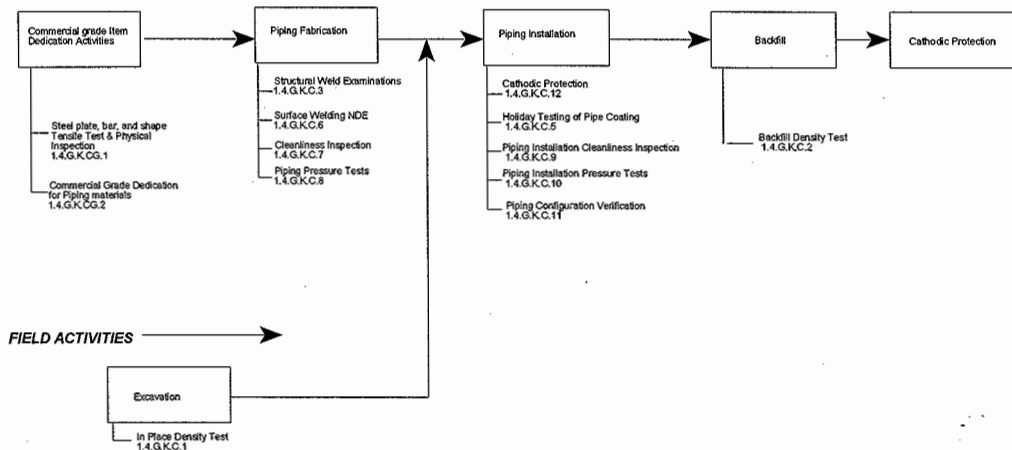 Commercial grade Item
Dedication Activities
Steel plate, bar, and shape
Tensile Test & Physical
Inspection
1.4.G.K.CG.1
Commercial Grade Dedication
for Piping materials
1.4.G.K.CG.2
Piping Fabrication
Structural Weld Examinations
1.4.G.K.C.3
Surface Welding NDE
1.4.G.K.C.6
Cleanliness Inspection
1.4.G.K.C.7
Piping Pressure Tests
1.4.G.K.C.8
Piping Installation
Cathodic Protection
1.4.G.K.C.12
Holiday Testing of Pipe Coating
1.4.G.K.C.5
Piping Installation Cleanliness Inspection
1.4.G.K.C.9
Piping Installation Pressure Tests
1.4.G.K.C.10
Piping Configuration Verification
1.4.G.K.C.11
Backfill
Backfill Density Test
1.4.G.K.C.2
Cathodic Protection
FIELD ACTIVITIES
Excavation
In Place Density Test
1.4.G.K.C.1